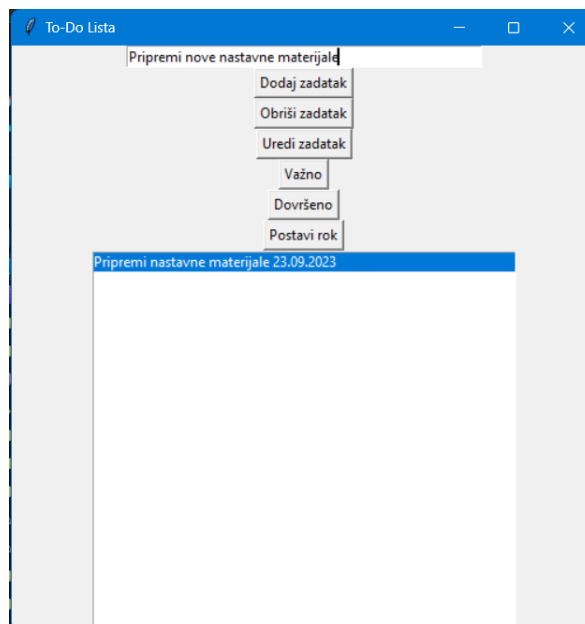 To-Do Lista
Pripremi nove nastavne materijale
Dodaj zadatak
Obriši zadatak
Uredi zadatak
Važno
Dovršeno
Postavi rok
Pripremi nastavne materijale 23.09.2023